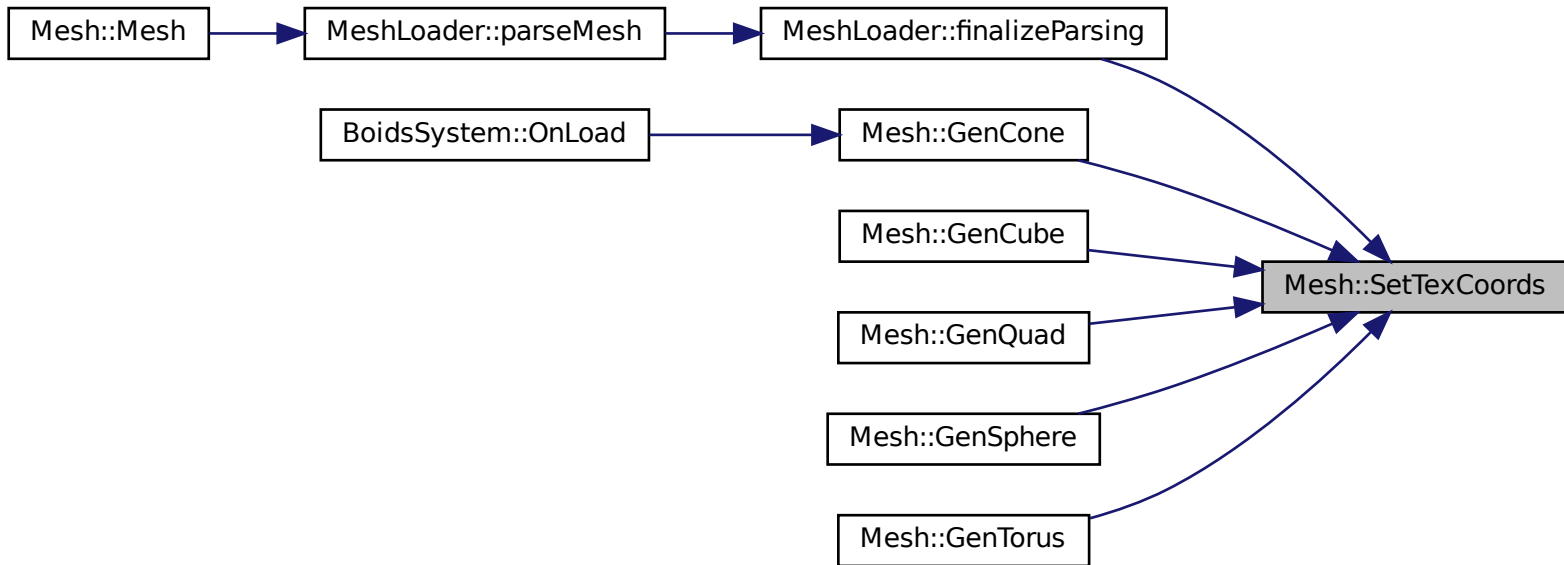 Mesh::Mesh
MeshLoader::parseMesh
MeshLoader::finalizeParsing
BoidsSystem::OnLoad
Mesh::GenCone
Mesh::GenCube
Mesh::SetTexCoords
Mesh::GenQuad
Mesh::GenSphere
Mesh::GenTorus